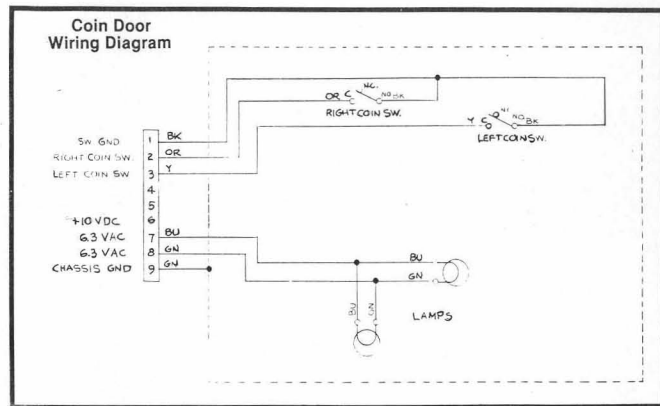 Coin Door
Wiring Diagram
NC.
OR C NO BK
RIGHT COIN SW.
Y C NO BK
LEFT COIN SW.
SW. GND 1 BK
RIGHT COIN SW. 2 OR
LEFT COIN SW 3 Y
4
5
+10 VDC 6
6.3 VAC 7 BU
6.3 VAC 8 GN
CHASSIS GND 9 GN
BU
GN
BU GN
LAMPS